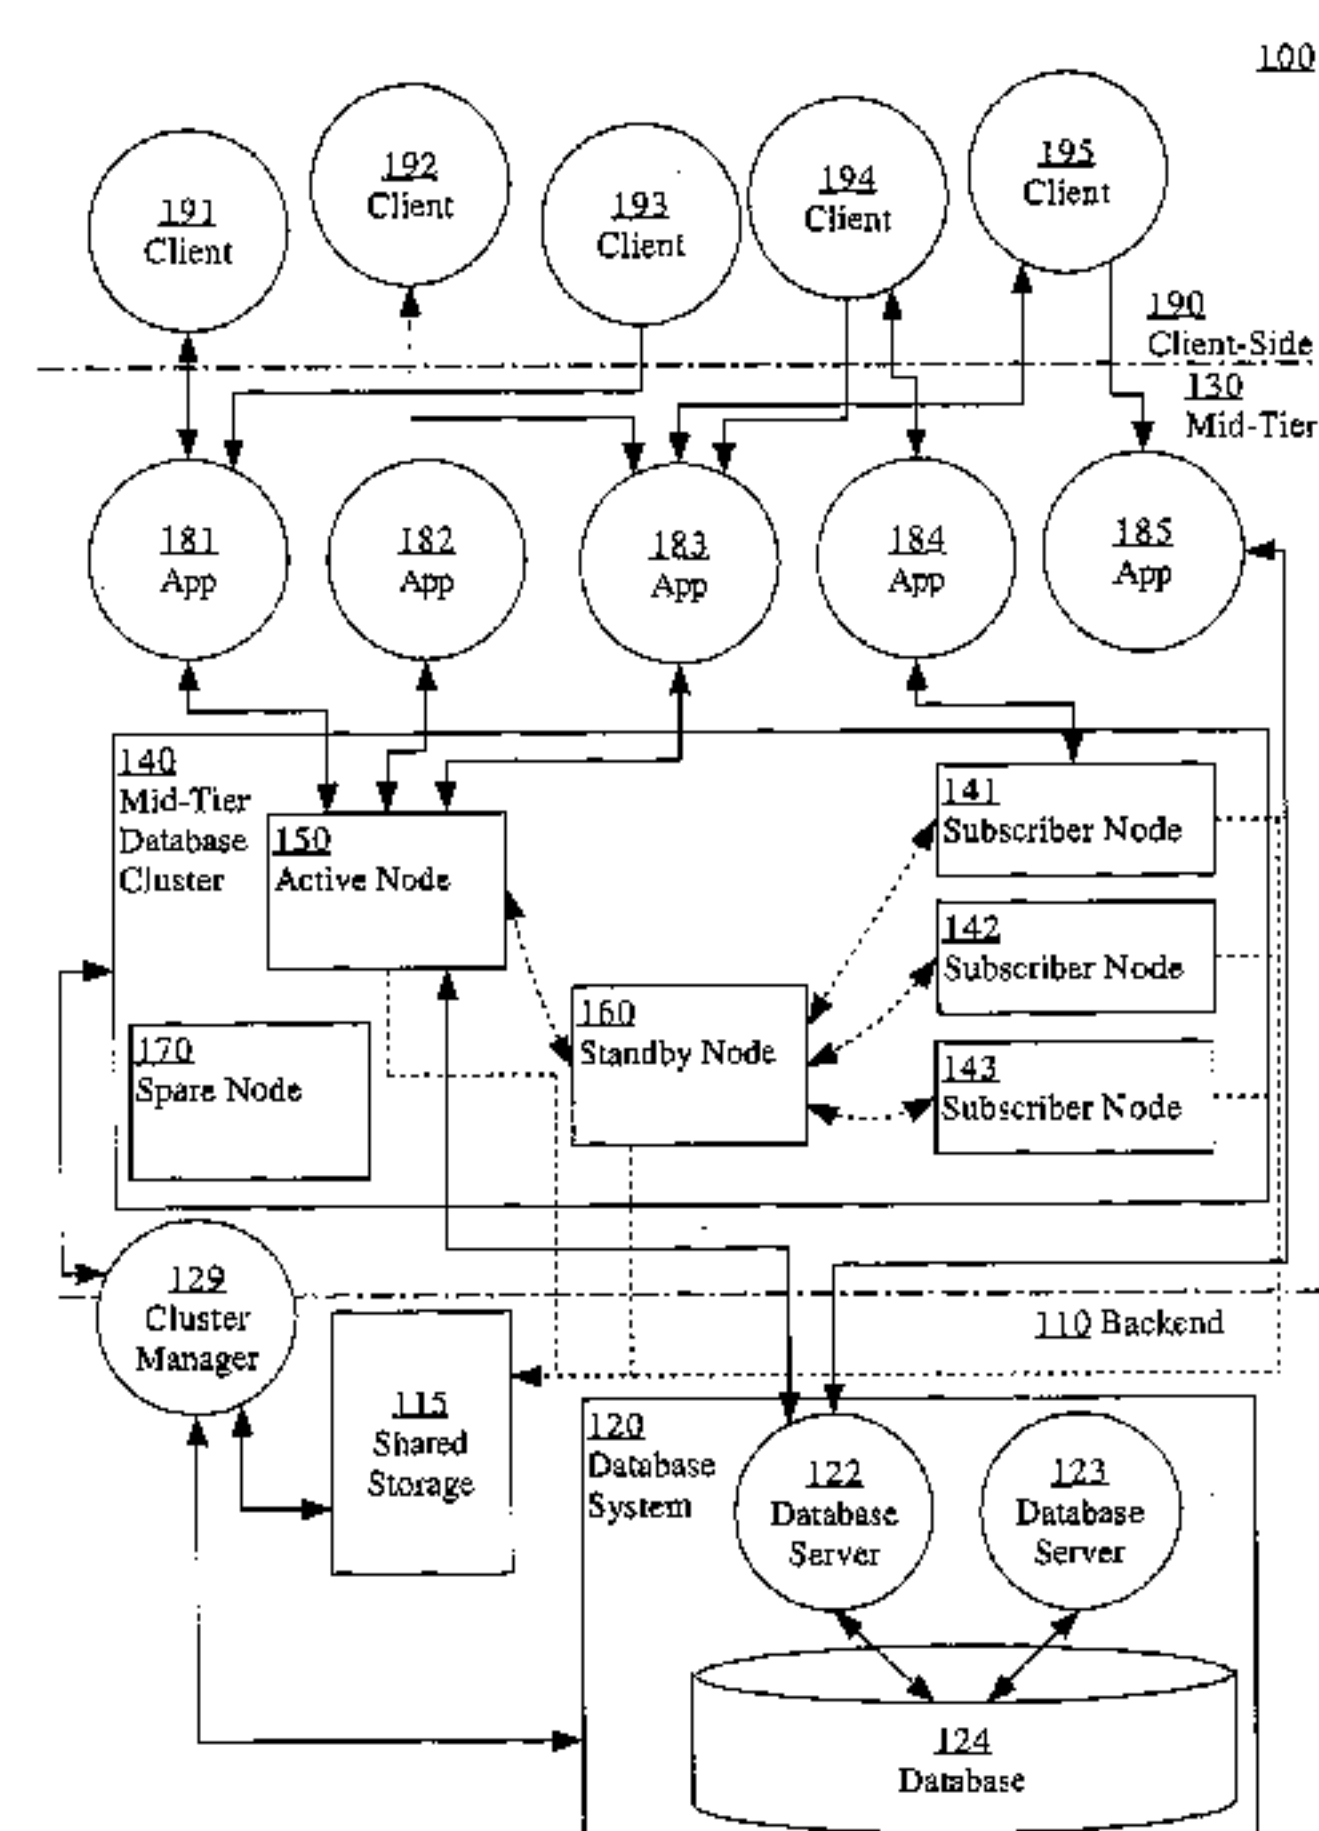 100
191
Client
192
Client
193
Client
194
Client
195
Client
190
Client-Side
130
Mid-Tier
181
App
182
App
183
App
184
App
185
App
140
Mid-Tier
Database
Cluster
150
Active Node
141
Subscriber Node
142
Subscriber Node
143
Subscriber Node
160
Standby Node
170
Spare Node
129
Cluster
Manager
110 Backend
115
Shared
Storage
120
Database
System
122
Database
Server
123
Database
Server
124
Database